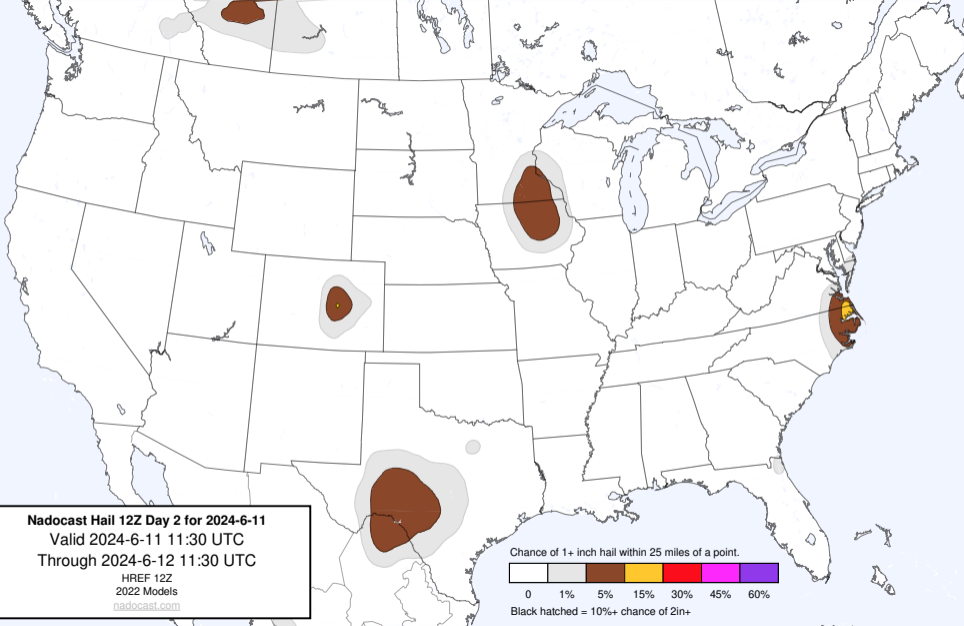 Nadocast Hail 12Z Day 2 for 2024-6-11
Valid 2024-6-11 11:30 UTC
Through 2024-6-12 11:30 UTC
HREF 12Z
2022 Models
nadocast.com
Chance of 1+ inch hail within 25 miles of a point.
0 1% 5% 15% 30% 45% 60%
Black hatched = 10%+ chance of 2in+